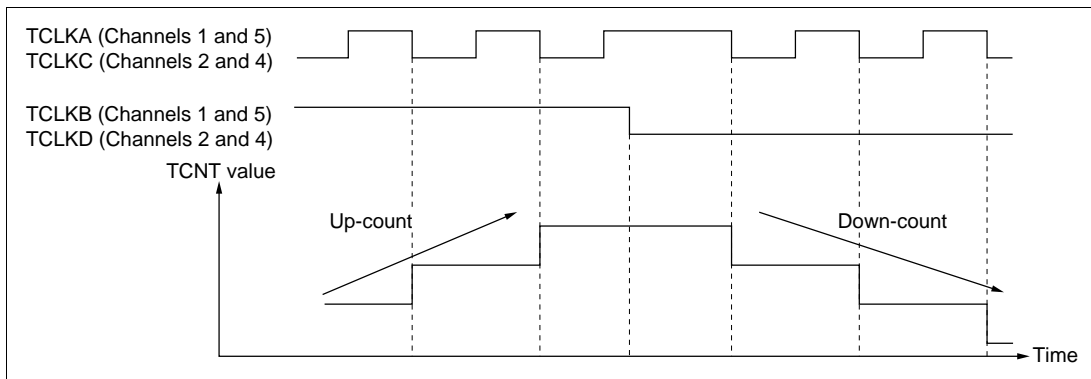 TCLKA (Channels 1 and 5)
TCLKC (Channels 2 and 4)
TCLKB (Channels 1 and 5)
TCLKD (Channels 2 and 4)
TCNT value
Up-count
Down-count
Time